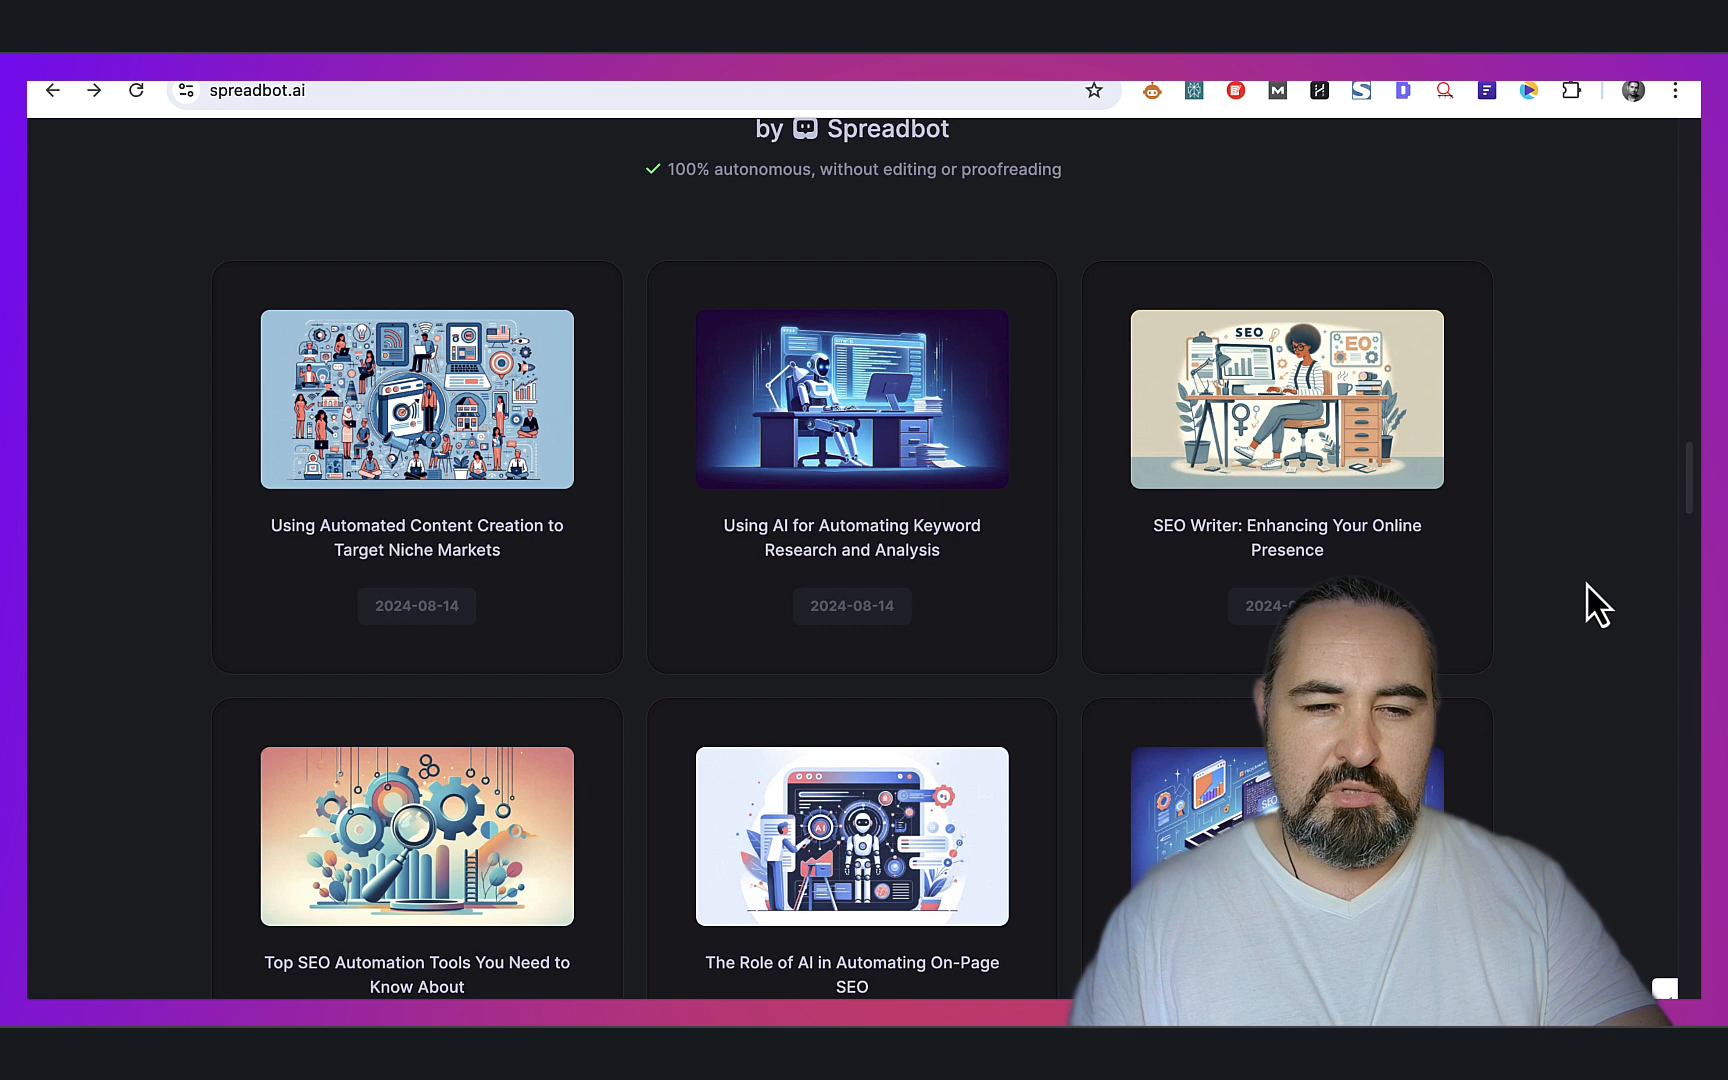 spreadbot.ai
by Spreadbot
100% autonomous, without editing or proofreading
SEO
EO
Using Automated Content Creation to
Target Niche Markets
Using AI for Automating Keyword
Research and Analysis
SEO Writer: Enhancing Your Online
Presence
2024-08-14
2024-08-14
2024-
AI
SEO
Top SEO Automation Tools You Need to
Know About
The Role of AI in Automating On-Page
SEO